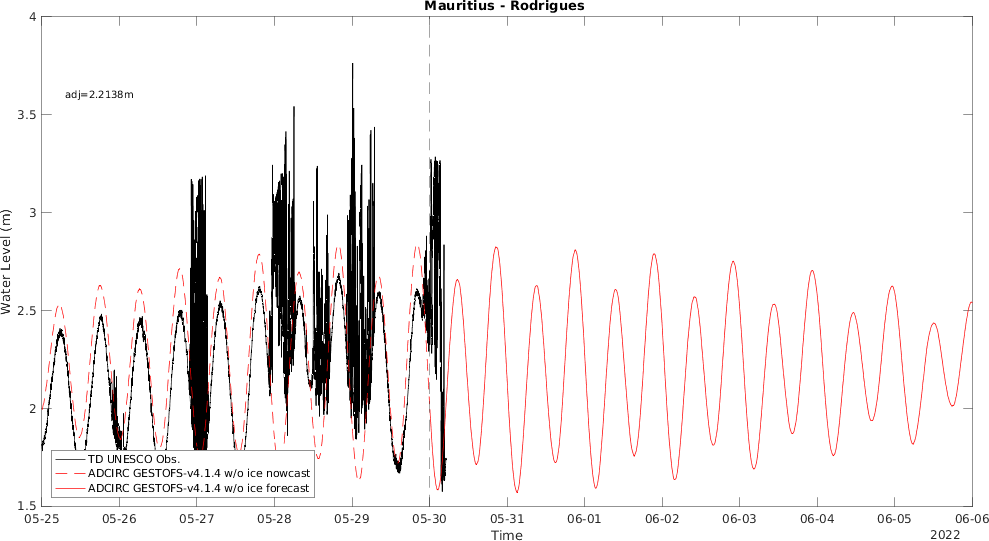 Mauritius - Rodrigues
Water Level (m)
4
3.5
3
2.5
2
1.5
adj=2.2138m
TD UNESCO Obs.
ADCIRC GESTOFS-v4.1.4 w/o ice nowcast
ADCIRC GESTOFS-v4.1.4 w/o ice forecast
05-25 05-26 05-27 05-28 05-29 05-30 05-31 06-01 06-02 06-03 06-04 06-05 06-06
Time
2022